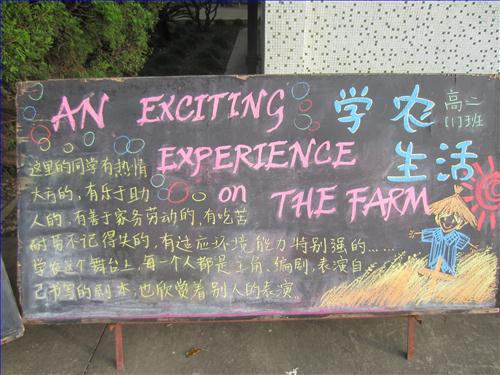 AN EXCITING 学农 高二
EXPERIENCE 生活 (1)班
on THE FARM
这里的同学有热情
大方的,有乐于助
人的,有善于家务劳动的,有吃苦
耐劳不记得失的,有适应环境能力特别强的……
学农这个舞台上,每一个人都是主角、编剧,表演自
己书写的剧本,也欣赏着别人的表演。